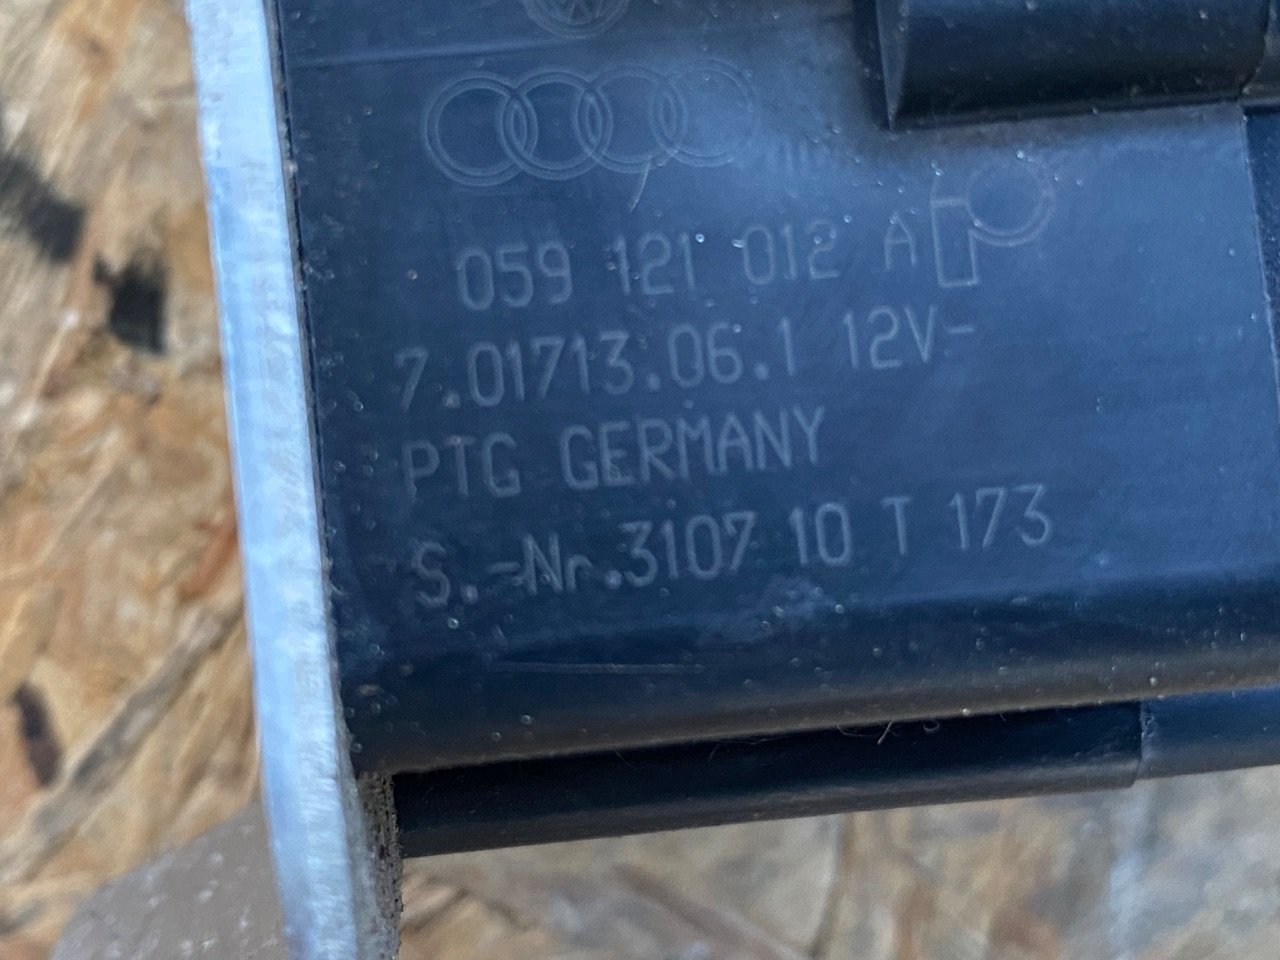 059 121 012 A
7.01713.06.1 12V-
PTG GERMANY
S.-Nr.3107 10 T 173